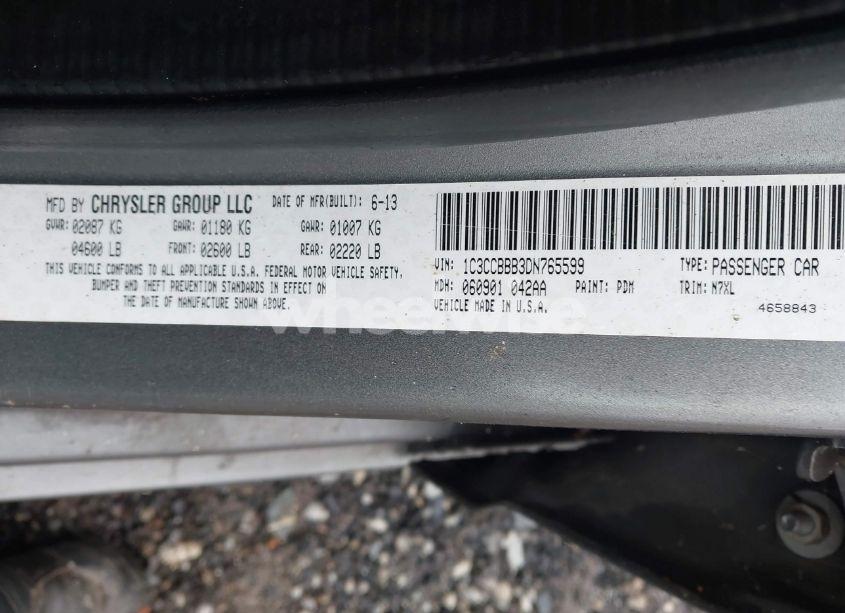 MFD BY CHRYSLER GROUP LLC DATE OF MFR(BUILT): 6-13
GVWR: 02087 KG GAWR: 01180 KG GAWR: 01007 KG
04600 LB FRONT: 02600 LB REAR: 02220 LB
THIS VEHICLE CONFORMS TO ALL APPLICABLE U.S.A. FEDERAL MOTOR VEHICLE SAFETY,
BUMPER AND THEFT PREVENTION STANDARDS IN EFFECT ON
THE DATE OF MANUFACTURE SHOWN ABOVE.
VIN: 1C3CCBBB3DN765599 TYPE: PASSENGER CAR
MDH: 060901 042AA PAINT: PDM TRIM: N7XL
VEHICLE MADE IN U.S.A. 4658843